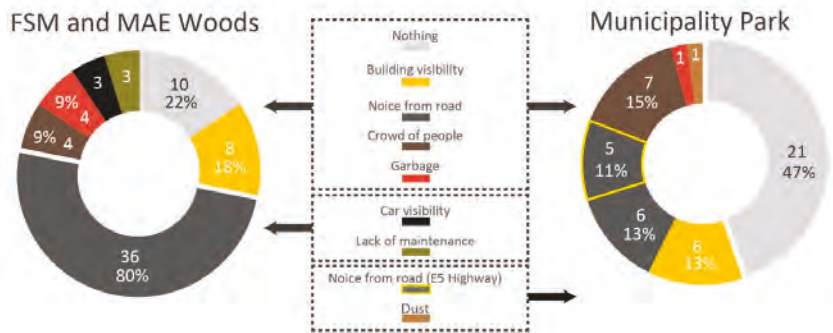 FSM and MAE Woods
3
3
10
22%
9%
4
9%
4
8
18%
36
80%
Nothing
Building visibility
Noice from road
Crowd of people
Garbage
Car visibility
Lack of maintenance
Noice from road (E5 Highway)
Dust
Municipality Park
1
1
7
15%
5
11%
6
13%
6
13%
21
47%